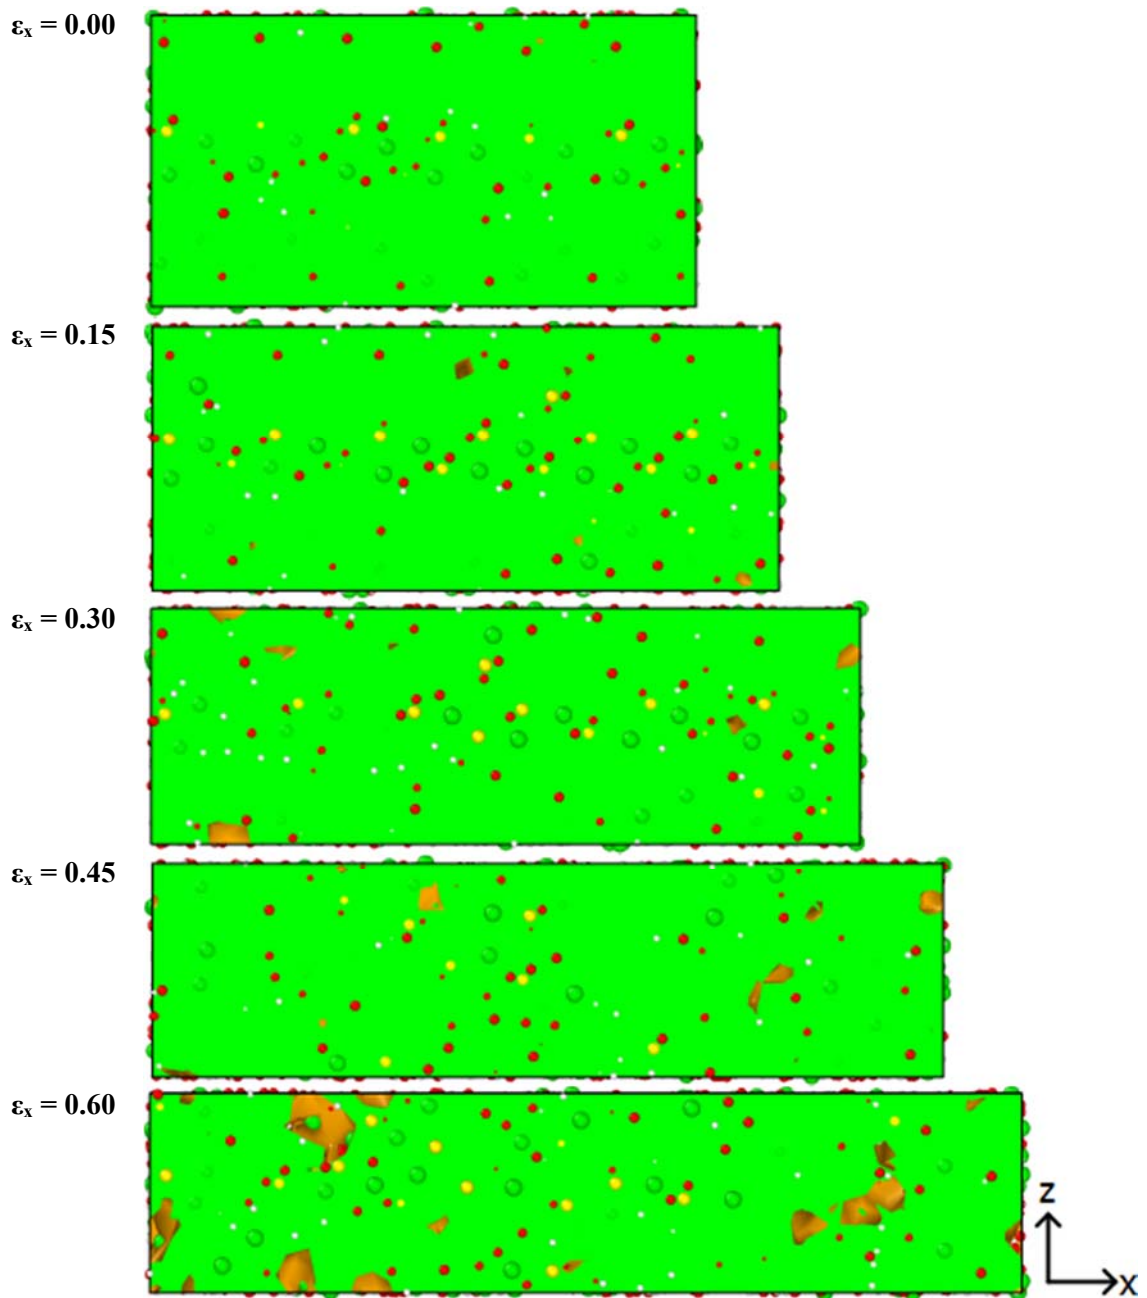 εₓ = 0.00
εₓ = 0.15
εₓ = 0.30
εₓ = 0.45
εₓ = 0.60
z
x